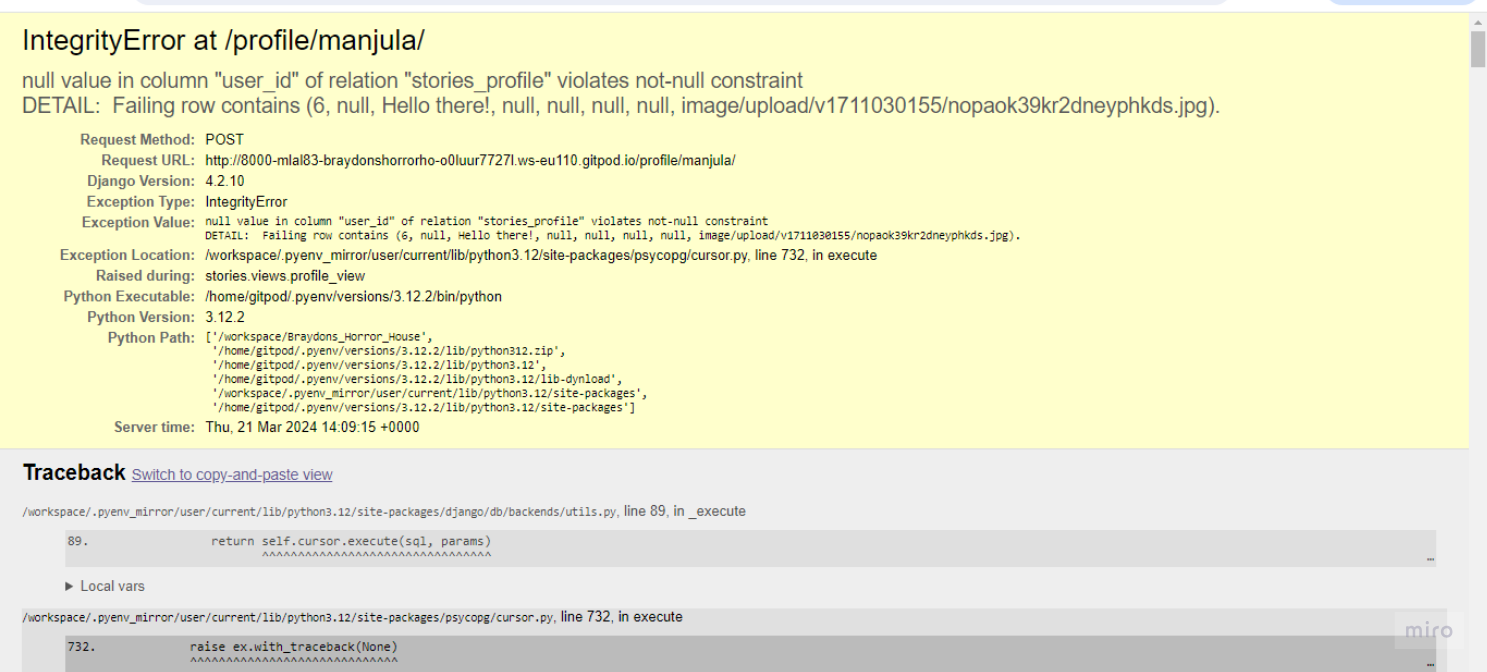 IntegrityError at /profile/manjula/
null value in column "user_id" of relation "stories_profile" violates not-null constraint
DETAIL:  Failing row contains (6, null, Hello there!, null, null, null, null, image/upload/v1711030155/nopaok39kr2dneyphkds.jpg).
Request Method: POST
Request URL: http://8000-mlal83-braydonshorrorho-o0luur7727l.ws-eu110.gitpod.io/profile/manjula/
Django Version: 4.2.10
Exception Type: IntegrityError
Exception Value: null value in column "user_id" of relation "stories_profile" violates not-null constraint
DETAIL:  Failing row contains (6, null, Hello there!, null, null, null, null, image/upload/v1711030155/nopaok39kr2dneyphkds.jpg).
Exception Location: /workspace/.pyenv_mirror/user/current/lib/python3.12/site-packages/psycopg/cursor.py, line 732, in execute
Raised during: stories.views.profile_view
Python Executable: /home/gitpod/.pyenv/versions/3.12.2/bin/python
Python Version: 3.12.2
Python Path: ['/workspace/Braydons_Horror_House',
'/home/gitpod/.pyenv/versions/3.12.2/lib/python312.zip',
'/home/gitpod/.pyenv/versions/3.12.2/lib/python3.12',
'/home/gitpod/.pyenv/versions/3.12.2/lib/python3.12/lib-dynload',
'/workspace/.pyenv_mirror/user/current/lib/python3.12/site-packages',
'/home/gitpod/.pyenv/versions/3.12.2/lib/python3.12/site-packages']
Server time: Thu, 21 Mar 2024 14:09:15 +0000
Traceback Switch to copy-and-paste view
/workspace/.pyenv_mirror/user/current/lib/python3.12/site-packages/django/db/backends/utils.py, line 89, in _execute
89. return self.cursor.execute(sql, params)
^^^^^^^^^^^^^^^^^^^^^^^^^^^^^^^^
…
▶ Local vars
/workspace/.pyenv_mirror/user/current/lib/python3.12/site-packages/psycopg/cursor.py, line 732, in execute
miro
732. raise ex.with_traceback(None)
^^^^^^^^^^^^^^^^^^^^^^^^^^^^^
…